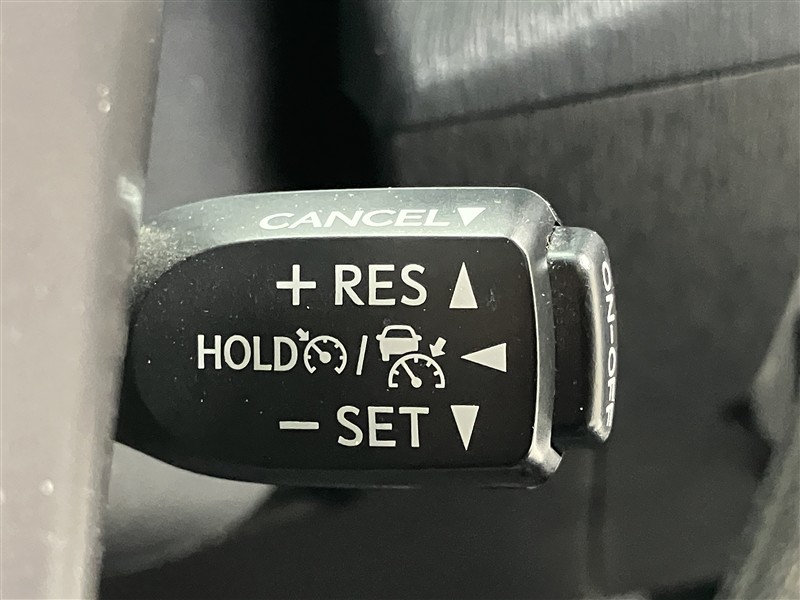 CANCEL▼
+ RES ▲
HOLD / ◀
− SET ▼
ON-OFF